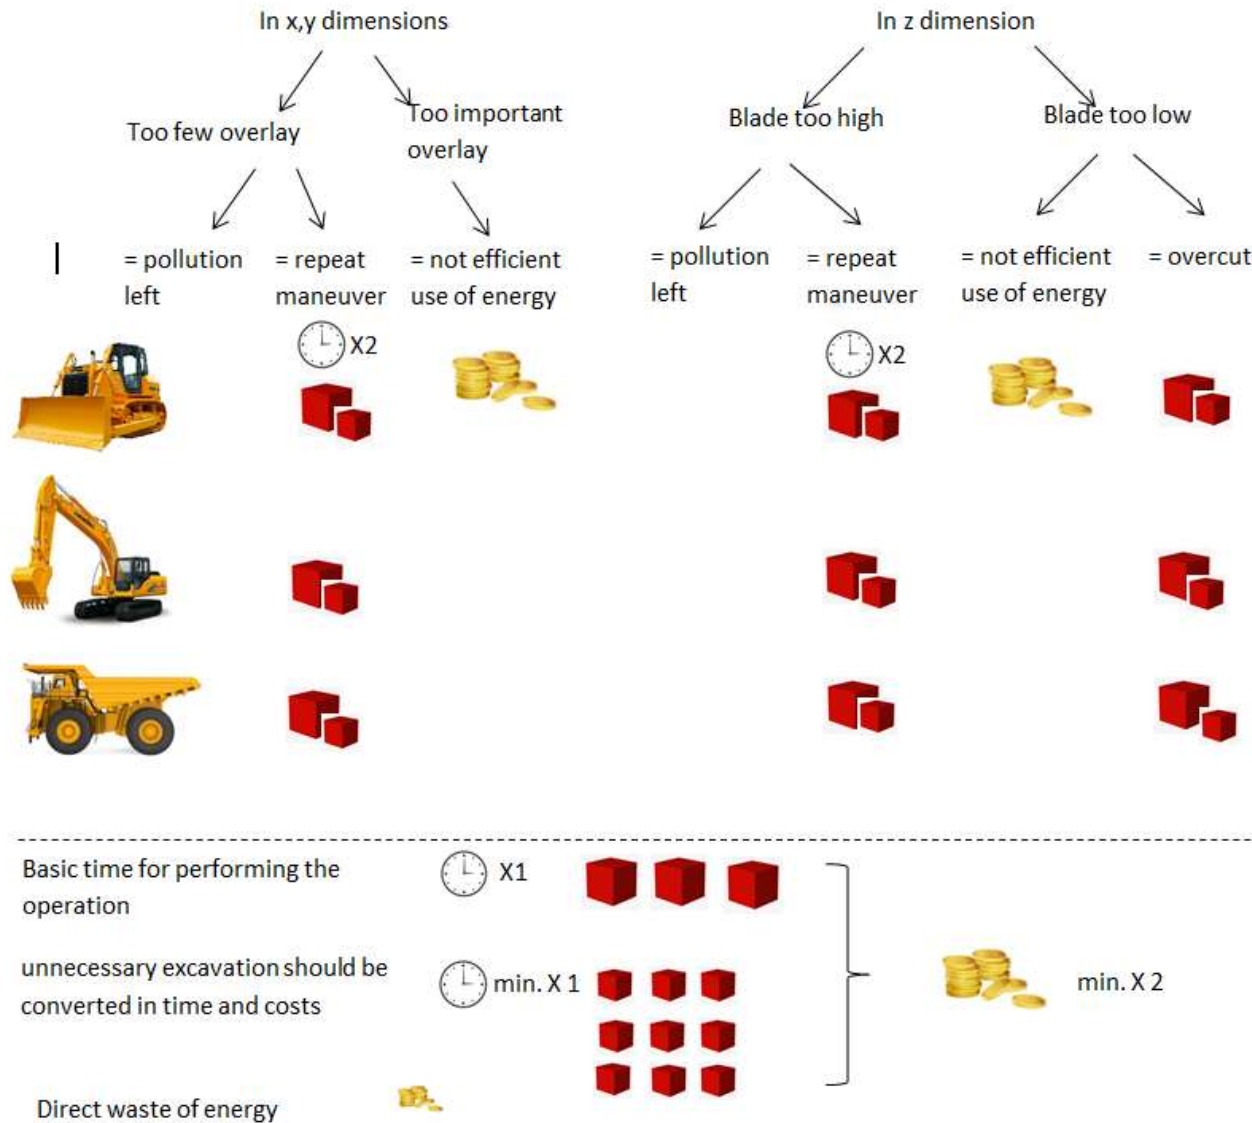 In x,y dimensions
In z dimension
Too few overlay
Too important
overlay
Blade too high
Blade too low
= pollution
left
= repeat
maneuver
= not efficient
use of energy
= pollution
left
= repeat
maneuver
= not efficient
use of energy
= overcut
X2
X2
Basic time for performing the
operation
X1
unnecessary excavation should be
converted in time and costs
min. X 1
min. X 2
Direct waste of energy